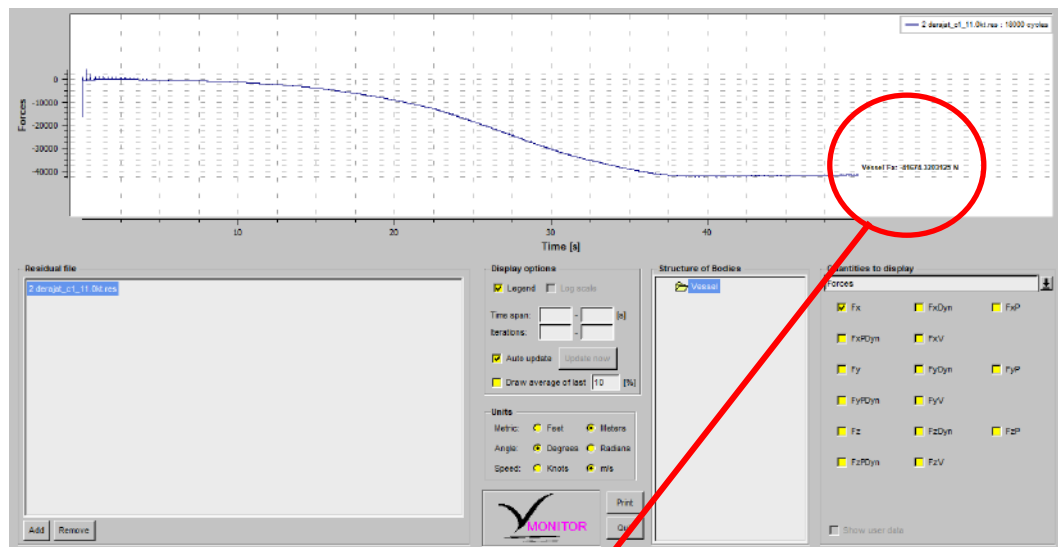 2 derajat_c1_11.0kt.res : 18000 cycles
0
-10000
-20000
-30000
-40000
Forces
Vessel Fx:
10 20 30 40
Time [s]
Residual file
2 derajat_c1_11.0kt.res
Add Remove
Display options
Legend Log scale
Time span: - [s]
Iterations: -
Auto update Update now
Draw average of last 10 [%]
Units
Metric: Feet Meters
Angle: Degrees Radians
Speed: Knots m/s
MONITOR
Print
Structure of Bodies
Vessel
Quantities to display
Forces
Fx FxDyn FxP
FxPDyn FxV
Fy FyDyn FyP
FyPDyn FyV
Fz FzDyn FzP
FzPDyn FzV
Show user data